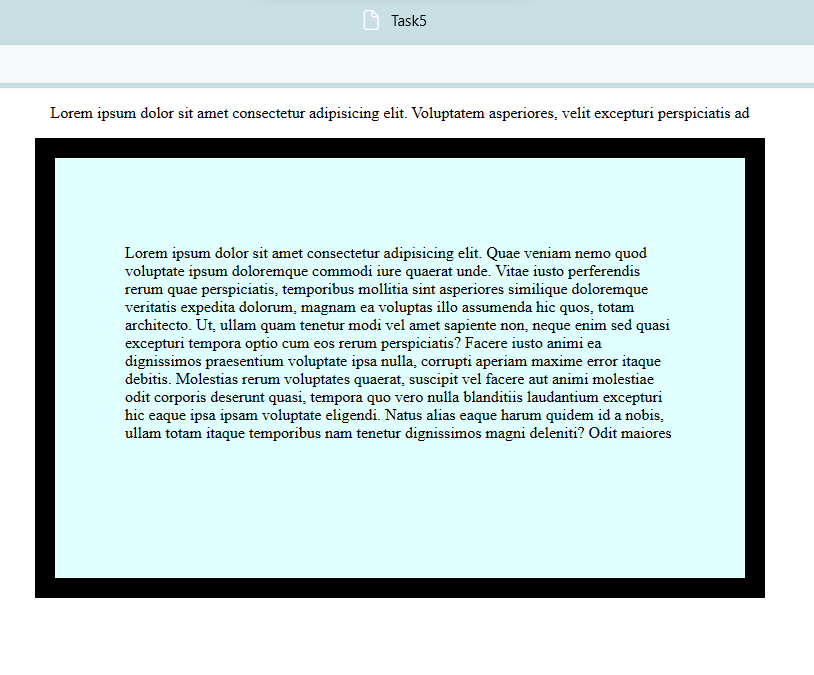 Task5
Lorem ipsum dolor sit amet consectetur adipisicing elit. Voluptatem asperiores, velit excepturi perspiciatis ad
Lorem ipsum dolor sit amet consectetur adipisicing elit. Quae veniam nemo quod
voluptate ipsum doloremque commodi iure quaerat unde. Vitae iusto perferendis
rerum quae perspiciatis, temporibus mollitia sint asperiores similique doloremque
veritatis expedita dolorum, magnam ea voluptas illo assumenda hic quos, totam
architecto. Ut, ullam quam tenetur modi vel amet sapiente non, neque enim sed quasi
excepturi tempora optio cum eos rerum perspiciatis? Facere iusto animi ea
dignissimos praesentium voluptate ipsa nulla, corrupti aperiam maxime error itaque
debitis. Molestias rerum voluptates quaerat, suscipit vel facere aut animi molestiae
odit corporis deserunt quasi, tempora quo vero nulla blanditiis laudantium excepturi
hic eaque ipsa ipsam voluptate eligendi. Natus alias eaque harum quidem id a nobis,
ullam totam itaque temporibus nam tenetur dignissimos magni deleniti? Odit maiores